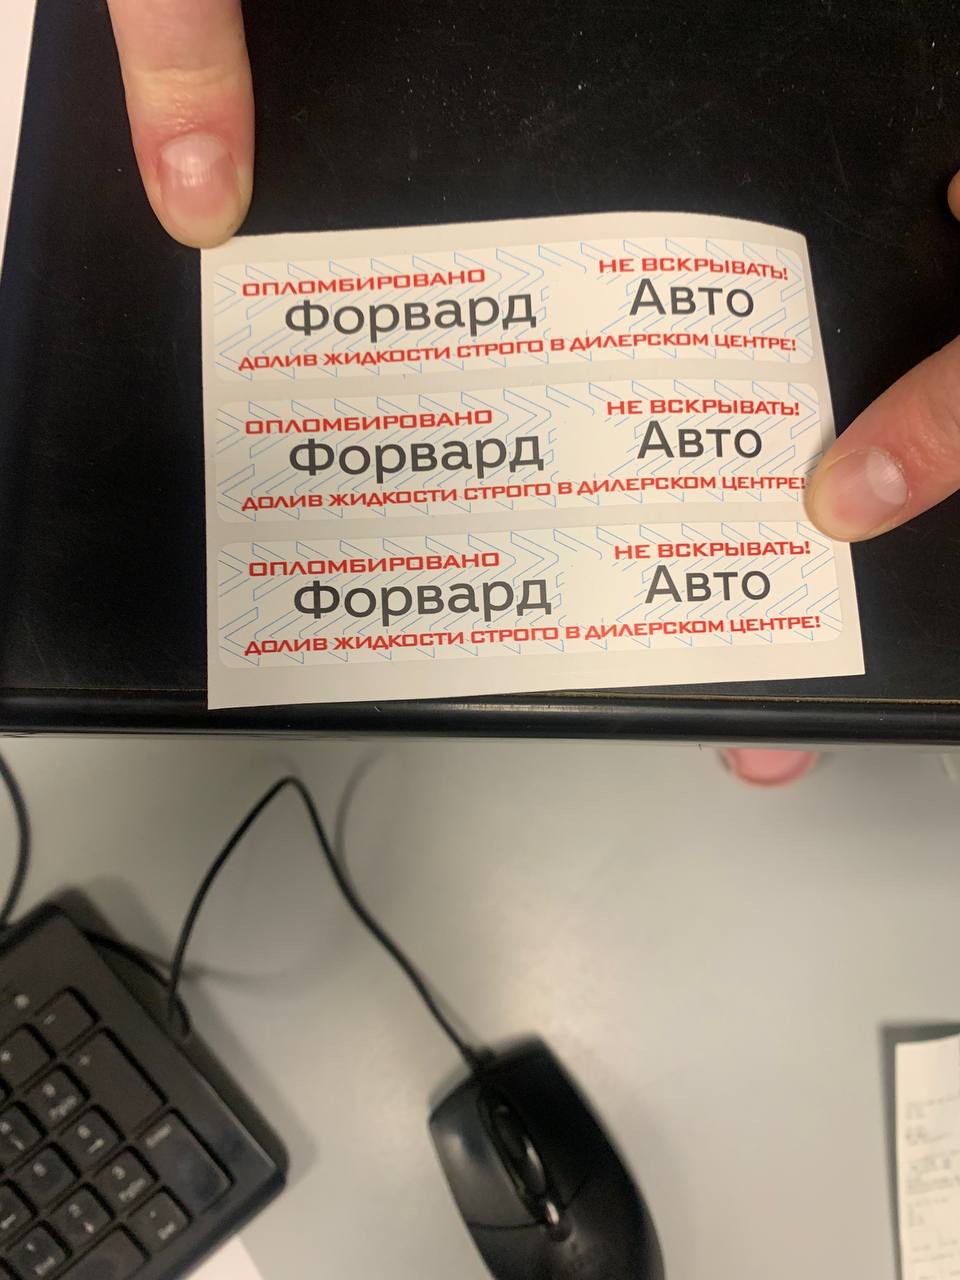 ОПЛОМБИРОВАНО НЕ ВСКРЫВАТЬ!
Форвард Авто
ДОЛИВ ЖИДКОСТИ СТРОГО В ДИЛЕРСКОМ ЦЕНТРЕ!
ОПЛОМБИРОВАНО НЕ ВСКРЫВАТЬ!
Форвард Авто
ДОЛИВ ЖИДКОСТИ СТРОГО В ДИЛЕРСКОМ ЦЕНТРЕ!
ОПЛОМБИРОВАНО НЕ ВСКРЫВАТЬ!
Форвард Авто
ДОЛИВ ЖИДКОСТИ СТРОГО В ДИЛЕРСКОМ ЦЕНТРЕ!